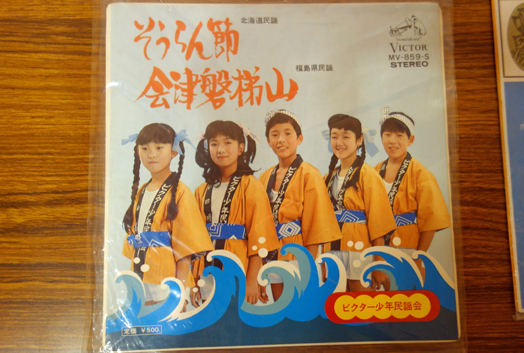 北海道民謡
そうらん節
福島県民謡
会津磐梯山
VICTOR
MV-859-S
STEREO
ビクター少年民謡会
定価 ¥500.